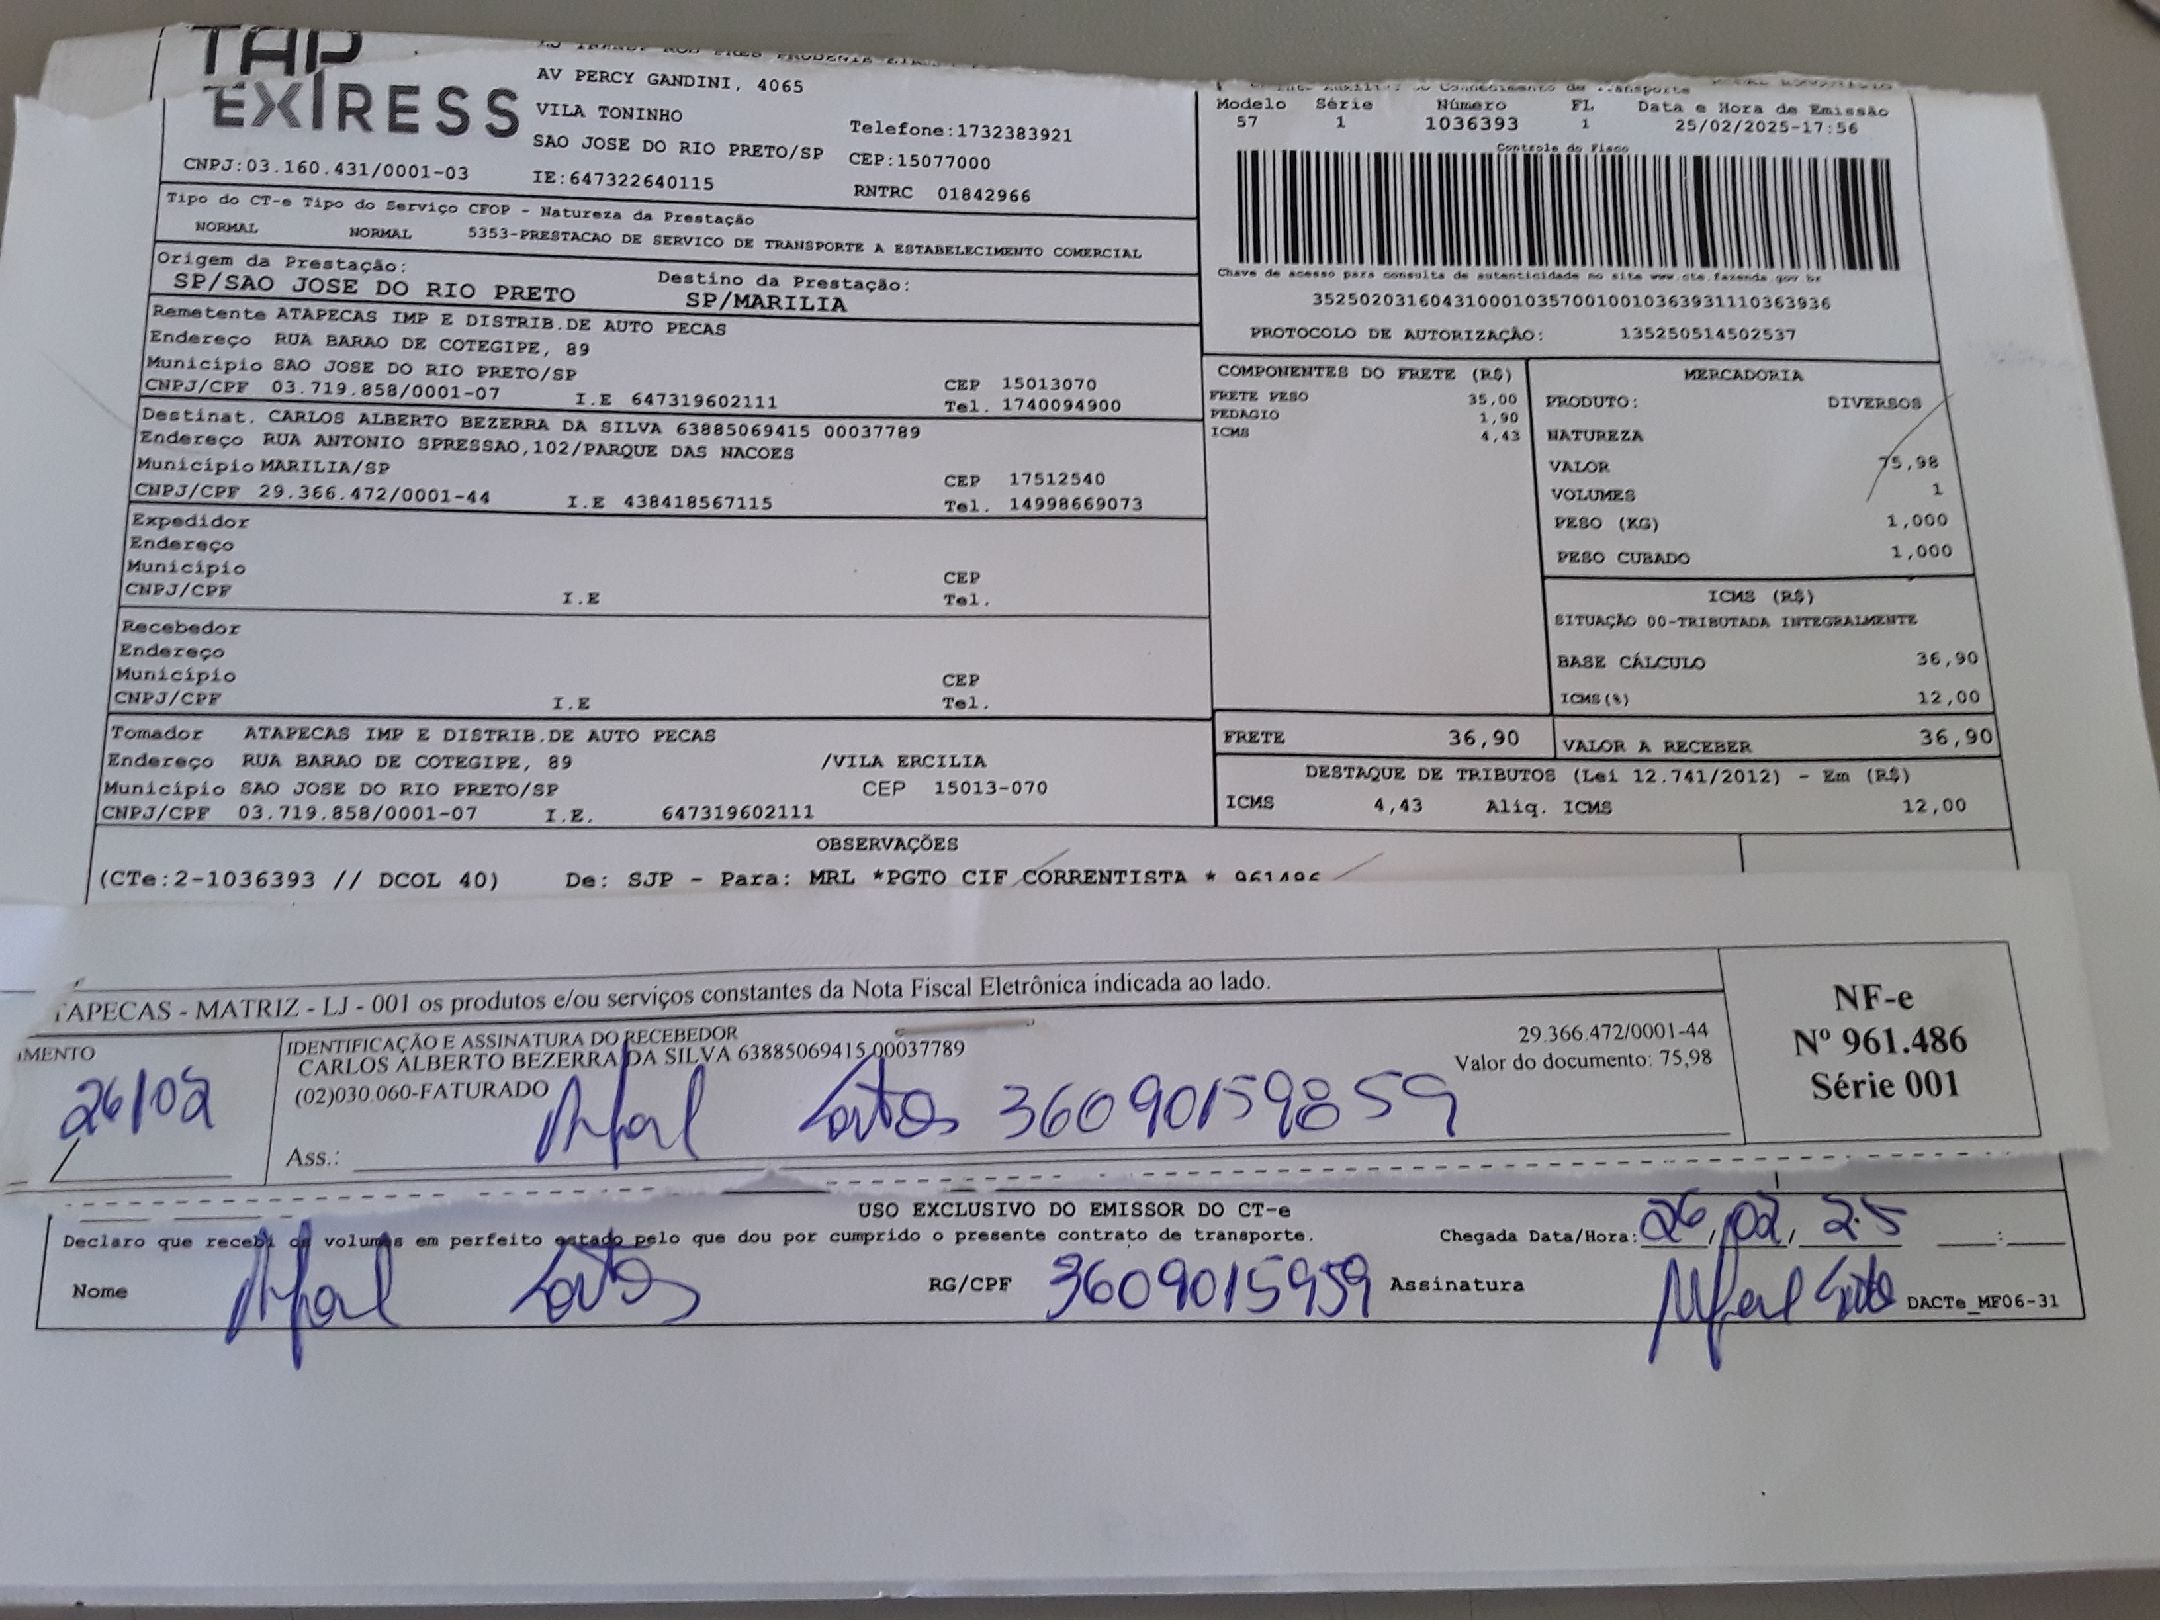 TAP
EXPRESS
CNPJ:03.160.431/0001-03
AV PERCY GANDINI, 4065
VILA TONINHO
SAO JOSE DO RIO PRETO/SP
IE:647322640115
Telefone:1732383921
CEP:15077000
RNTRC 01842966
Conhecimento de Transporte
Modelo Série Número FL Data e Hora de Emissão
57 1 1036393 1 25/02/2025-17:56
Controle do Fisco
Chave de acesso para consulta de autenticidade no site www.cte.fazenda.gov.br
35250203160431000103570010010363931110363936
PROTOCOLO DE AUTORIZAÇÃO: 135250514502537
Tipo do CT-e Tipo do Serviço CFOP - Natureza da Prestação
NORMAL NORMAL 5353-PRESTACAO DE SERVICO DE TRANSPORTE A ESTABELECIMENTO COMERCIAL
Origem da Prestação: Destino da Prestação:
SP/SAO JOSE DO RIO PRETO SP/MARILIA
Remetente ATAPECAS IMP E DISTRIB.DE AUTO PECAS
Endereço RUA BARAO DE COTEGIPE, 89
Município SAO JOSE DO RIO PRETO/SP CEP 15013070
CNPJ/CPF 03.719.858/0001-07 I.E 647319602111 Tel. 1740094900
Destinat. CARLOS ALBERTO BEZERRA DA SILVA 63885069415 00037789
Endereço RUA ANTONIO SPRESSAO,102/PARQUE DAS NACOES
Município MARILIA/SP CEP 17512540
CNPJ/CPF 29.366.472/0001-44 I.E 438418567115 Tel. 14998669073
Expedidor
Endereço
Município CEP
CNPJ/CPF I.E Tel.
Recebedor
Endereço
Município CEP
CNPJ/CPF I.E Tel.
Tomador ATAPECAS IMP E DISTRIB.DE AUTO PECAS
Endereço RUA BARAO DE COTEGIPE, 89 /VILA ERCILIA
Município SAO JOSE DO RIO PRETO/SP CEP 15013-070
CNPJ/CPF 03.719.858/0001-07 I.E. 647319602111
COMPONENTES DO FRETE (R$)
FRETE PESO 35,00
PEDAGIO 1,90
ICMS 4,43
MERCADORIA
PRODUTO: DIVERSOS
NATUREZA
VALOR 75,98
VOLUMES 1
PESO (KG) 1,000
PESO CUBADO 1,000
ICMS (R$)
SITUAÇÃO 00-TRIBUTADA INTEGRALMENTE
BASE CÁLCULO 36,90
ICMS(%) 12,00
FRETE 36,90 VALOR A RECEBER 36,90
DESTAQUE DE TRIBUTOS (Lei 12.741/2012) - Em (R$)
ICMS 4,43 Aliq. ICMS 12,00
OBSERVAÇÕES
(CTe:2-1036393 // DCOL 40) De: SJP - Para: MRL *PGTO CIF CORRENTISTA * 961486
TAPECAS - MATRIZ - LJ - 001 os produtos e/ou serviços constantes da Nota Fiscal Eletrônica indicada ao lado.
IMENTO
26/02
IDENTIFICAÇÃO E ASSINATURA DO RECEBEDOR
CARLOS ALBERTO BEZERRA DA SILVA 63885069415 00037789
(02)030.060-FATURADO
29.366.472/0001-44
Valor do documento: 75,98
36090159859
Ass.:
NF-e
Nº 961.486
Série 001
USO EXCLUSIVO DO EMISSOR DO CT-e
Declaro que recebi os volumes em perfeito estado pelo que dou por cumprido o presente contrato de transporte. Chegada Data/Hora: 26/02/25 :
Nome RG/CPF 3609015959 Assinatura
DACTe_MF06-31